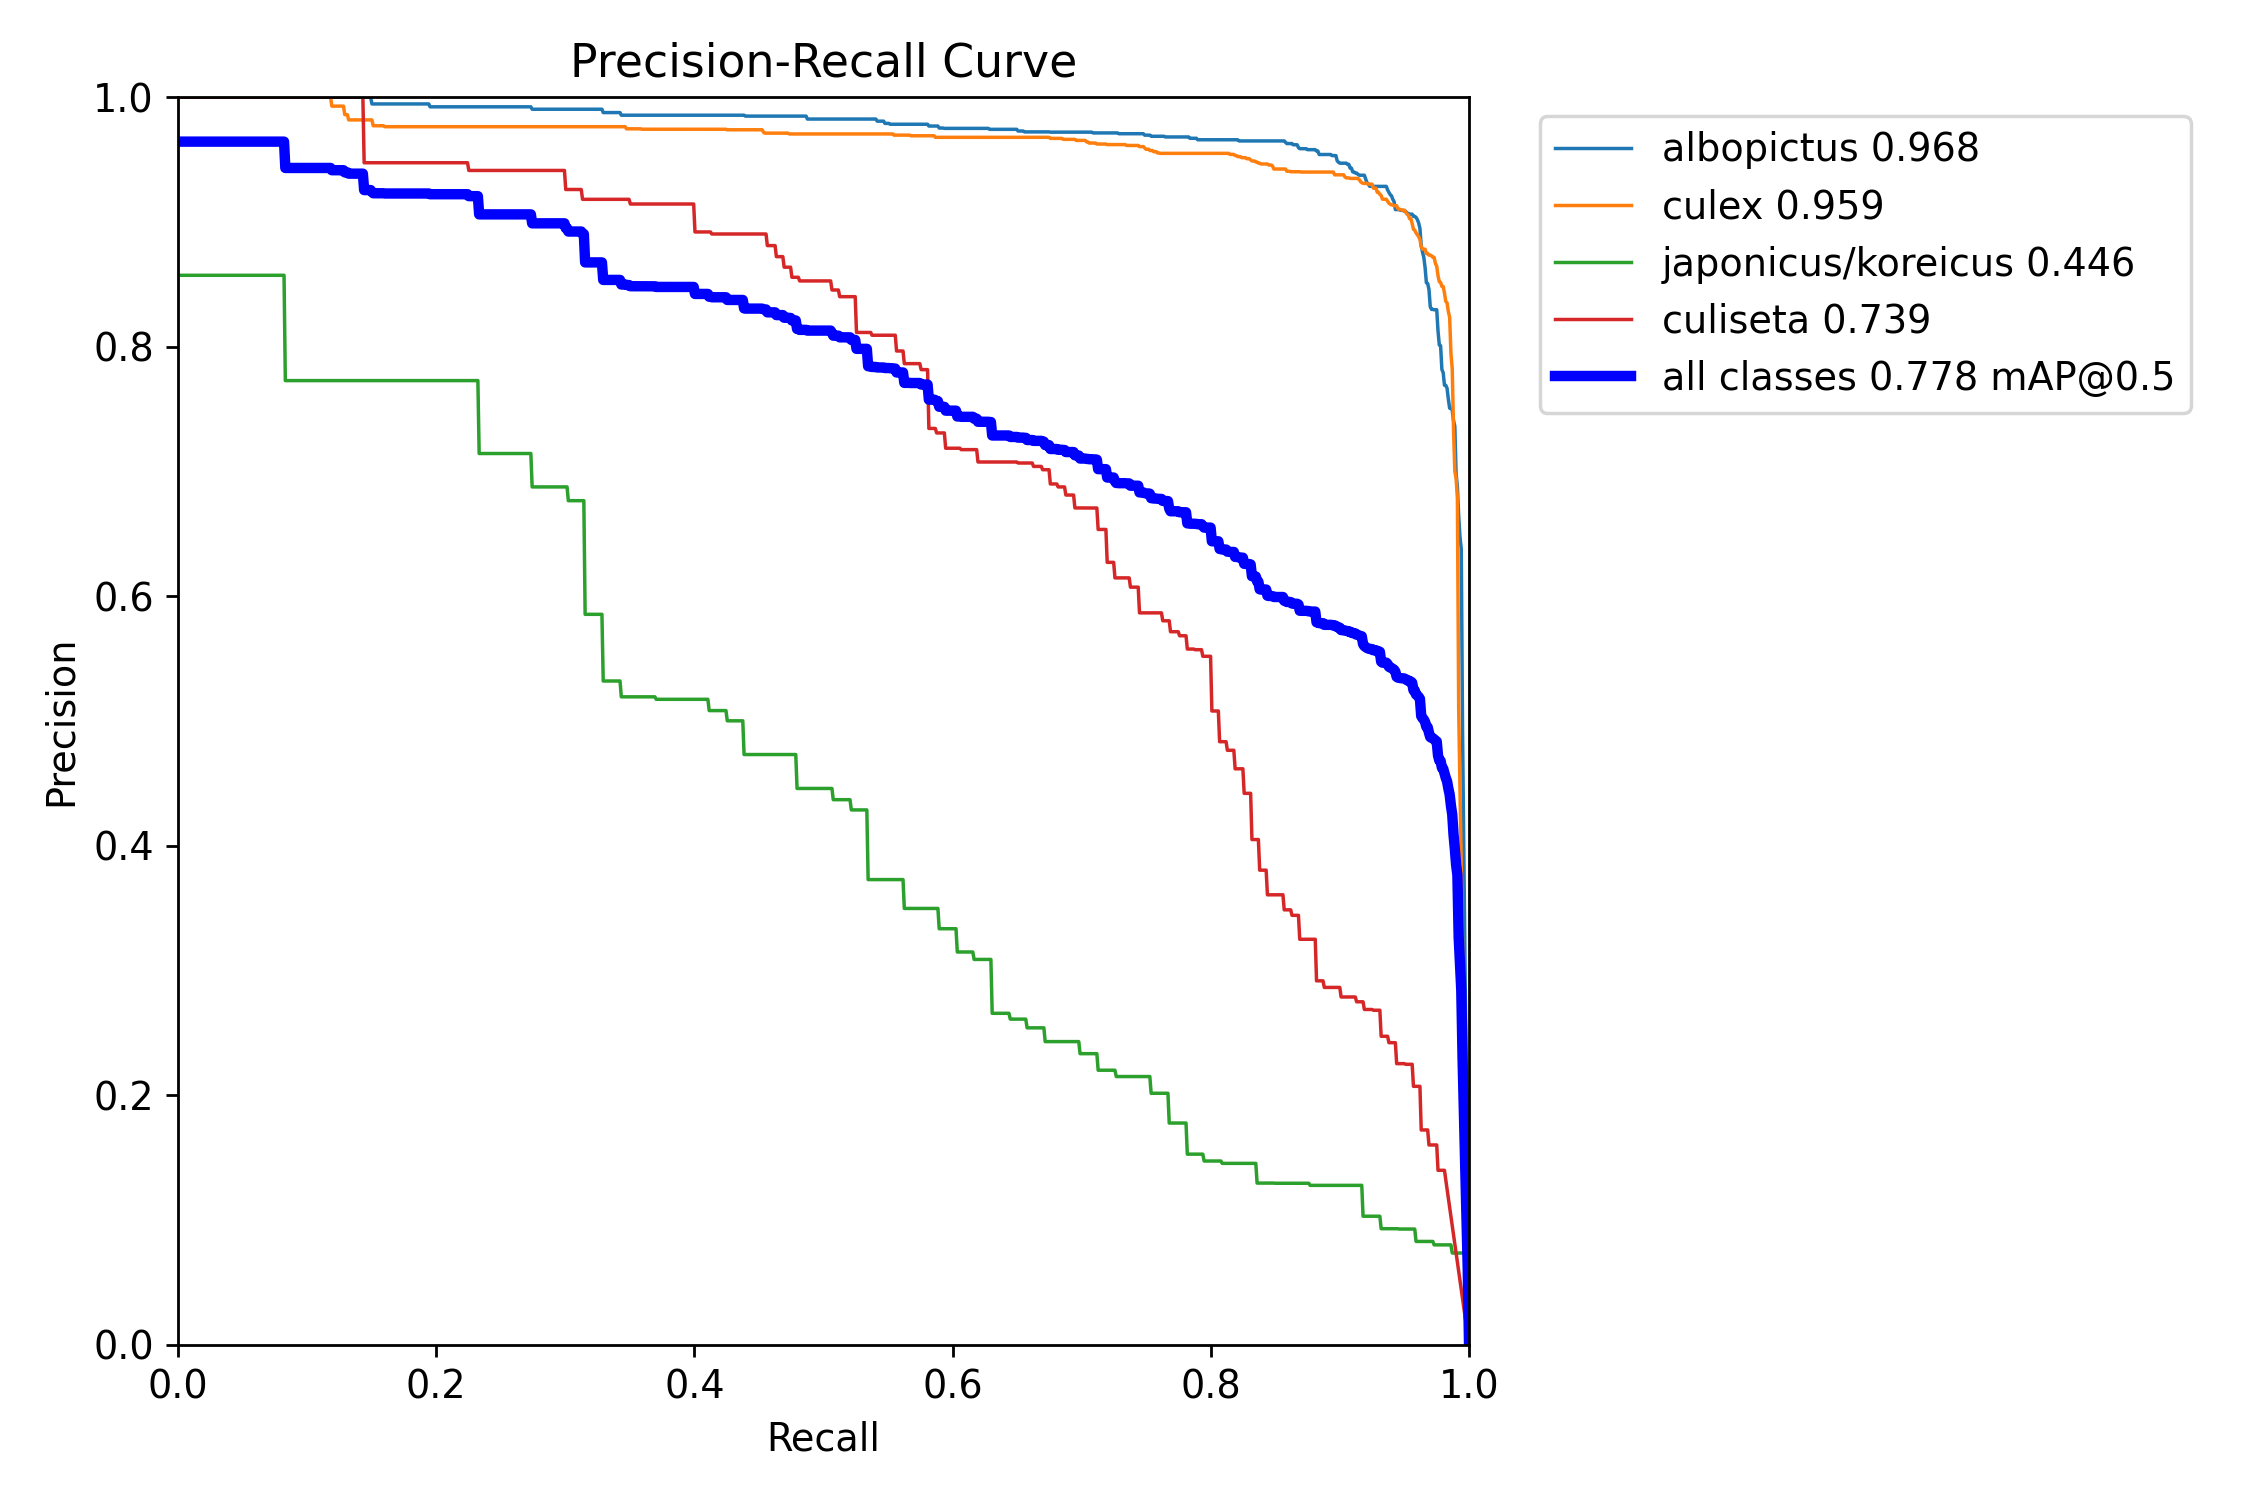 Precision-Recall Curve
1.0
0.8
0.6
0.4
0.2
0.0
Precision
0.0 0.2 0.4 0.6 0.8 1.0
Recall
albopictus 0.968
culex 0.959
japonicus/koreicus 0.446
culiseta 0.739
all classes 0.778 mAP@0.5